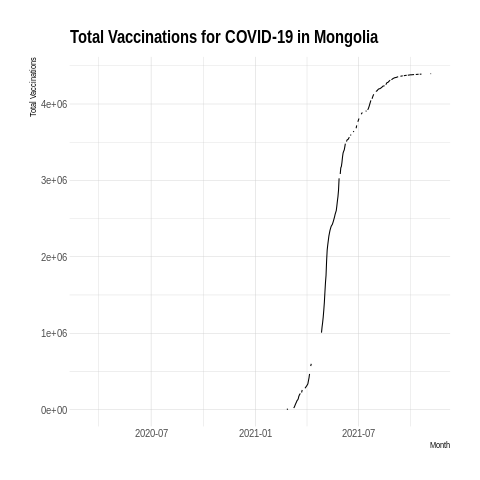 Total Vaccinations for COVID-19 in Mongolia
Total Vaccinations
4e+06
3e+06
2e+06
1e+06
0e+00
2020-07
2021-01
2021-07
Month